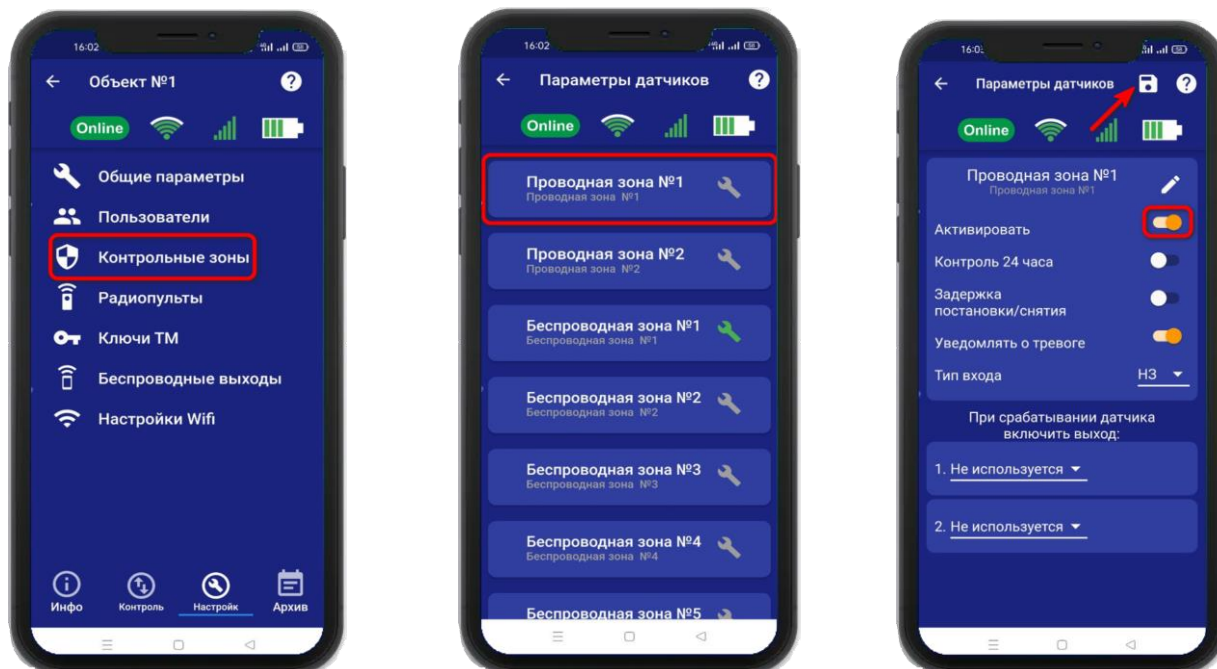 16:02
Объект №1
?
Online
Общие параметры
Пользователи
Контрольные зоны
Радиопульты
Ключи ТМ
Беспроводные выходы
Настройки Wifi
Инфо
Контроль
Настройк
Архив
16:02
Параметры датчиков
?
Online
Проводная зона №1
Проводная зона №1
Проводная зона №2
Проводная зона №2
Беспроводная зона №1
Беспроводная зона №1
Беспроводная зона №2
Беспроводная зона №2
Беспроводная зона №3
Беспроводная зона №3
Беспроводная зона №4
Беспроводная зона №4
Беспроводная зона №5
16:0
Параметры датчиков
?
Online
Проводная зона №1
Проводная зона №1
Активировать
Контроль 24 часа
Задержка
постановки/снятия
Уведомлять о тревоге
Тип входа НЗ
При срабатывании датчика
включить выход:
1. Не используется
2. Не используется